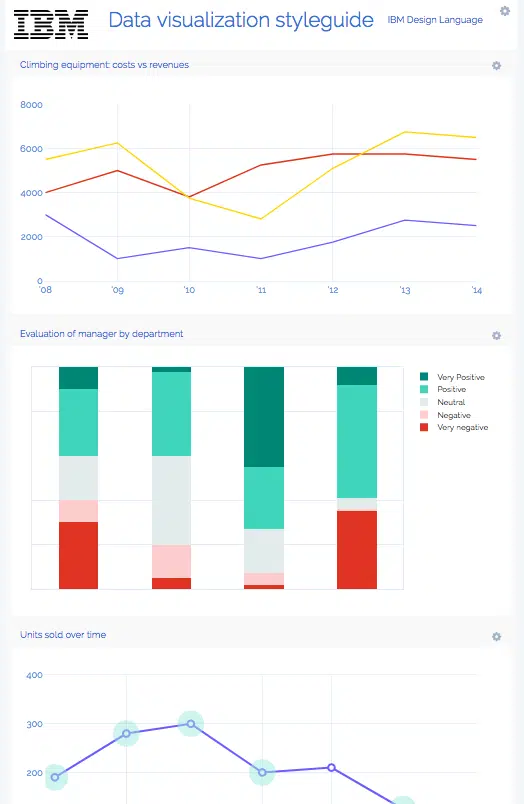 IBM Data visualization styleguide IBM Design Language
Climbing equipment: costs vs revenues
8000
6000
4000
2000
0
'08 '09 '10 '11 '12 '13 '14
Evaluation of manager by department
Very Positive
Positive
Neutral
Negative
Very negative
Units sold over time
400
300
200